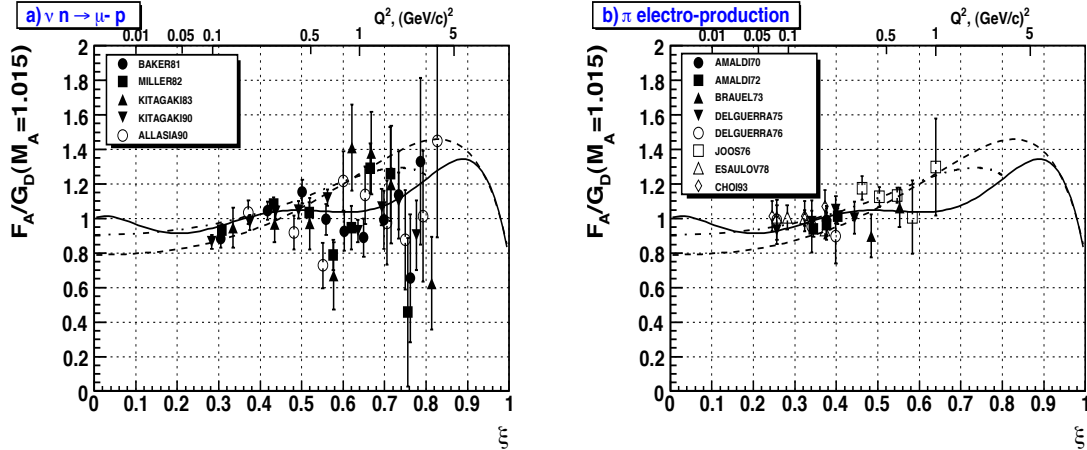 a) ν n → μ- p
Q², (GeV/c)²
0.01 0.05 0.1 0.5 1 5
F_A/G_D(M_A=1.015)
2
1.8
1.6
1.4
1.2
1
0.8
0.6
0.4
0.2
0
BAKER81
MILLER82
KITAGAKI83
KITAGAKI90
ALLASIA90
0 0.1 0.2 0.3 0.4 0.5 0.6 0.7 0.8 0.9 1
ξ
b) π electro-production
Q², (GeV/c)²
0.01 0.05 0.1 0.5 1 5
F_A/G_D(M_A=1.015)
2
1.8
1.6
1.4
1.2
1
0.8
0.6
0.4
0.2
0
AMALDI70
AMALDI72
BRAUEL73
DELGUERRA75
DELGUERRA76
JOOS76
ESAULOV78
CHOI93
0 0.1 0.2 0.3 0.4 0.5 0.6 0.7 0.8 0.9 1
ξ